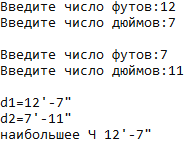 Введите число футов:12
Введите число дюймов:7
Введите число футов:7
Введите число дюймов:11
d1=12'-7"
d2=7'-11"
наибольшее Ч 12'-7"